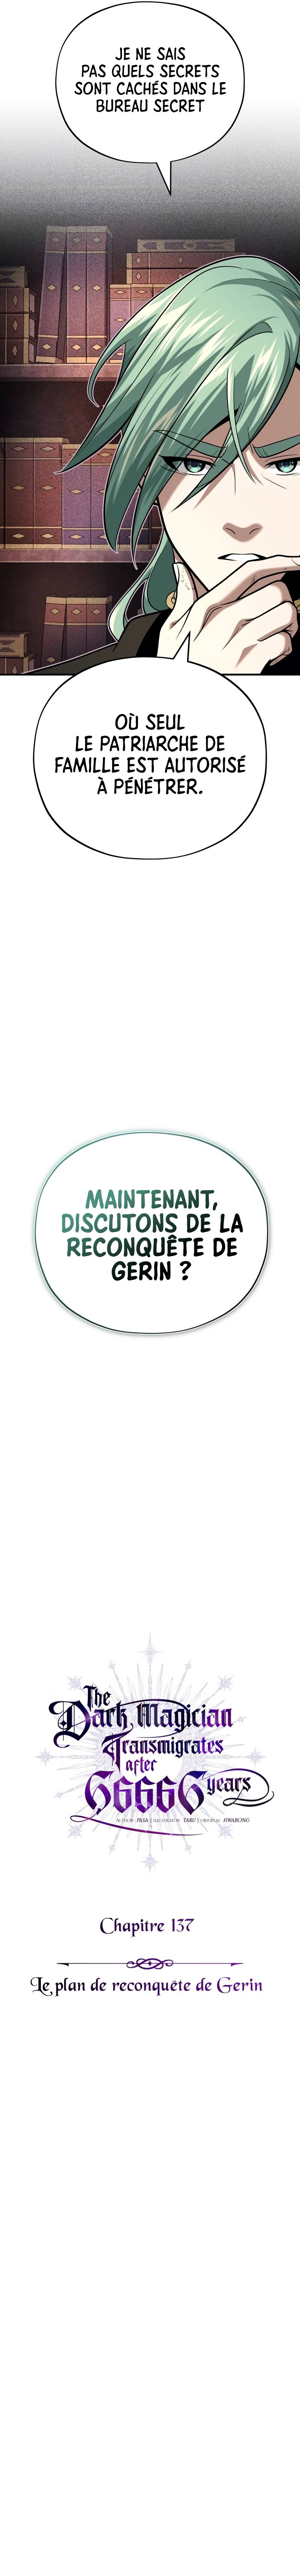 JE NE SAIS
PAS QUELS SECRETS
SONT CACHÉS DANS LE
BUREAU SECRET
OÙ SEUL
LE PATRIARCHE DE
FAMILLE EST AUTORISÉ
À PÉNÉTRER.
MAINTENANT,
DISCUTONS DE LA
RECONQUÊTE DE
GERIN ?
The
Dark Magician
Transmigrates
after
66666 years
AUTHOR PASA | ILLUSTRATOR TARU | ORIGINAL HWABONG
Chapitre 137
Le plan de reconquête de Gerin